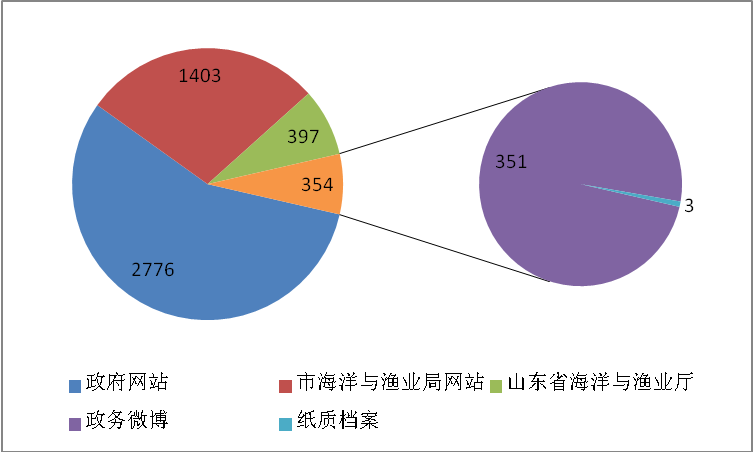 1403
397
354
2776
351
3
政府网站
市海洋与渔业局网站
山东省海洋与渔业厅
政务微博
纸质档案